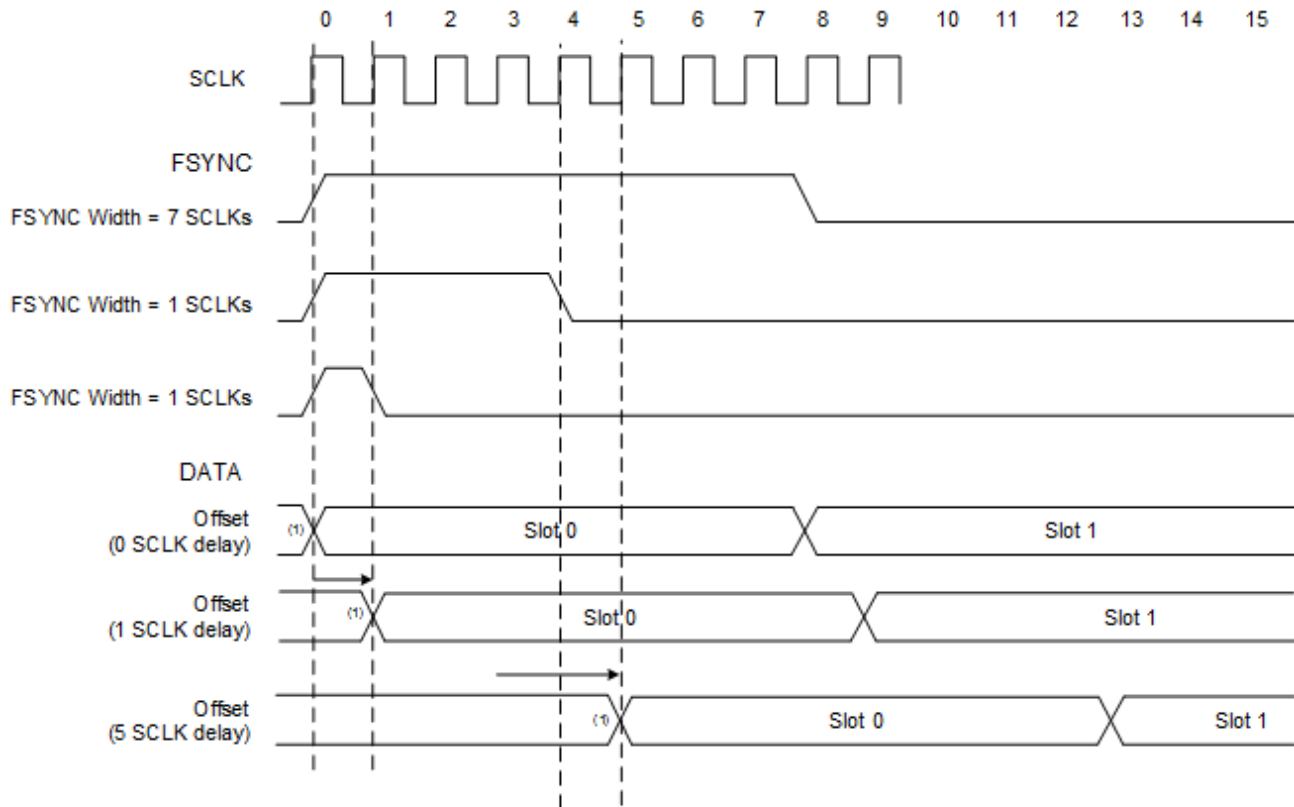 0 1 2 3 4 5 6 7 8 9 10 11 12 13 14 15
SCLK
FSYNC
FSYNC Width = 7 SCLKs
FSYNC Width = 1 SCLKs
FSYNC Width = 1 SCLKs
DATA
Offset
(0 SCLK delay)
(1) Slot 0 Slot 1
Offset
(1 SCLK delay)
(1) Slot 0 Slot 1
Offset
(5 SCLK delay)
(1) Slot 0 Slot 1